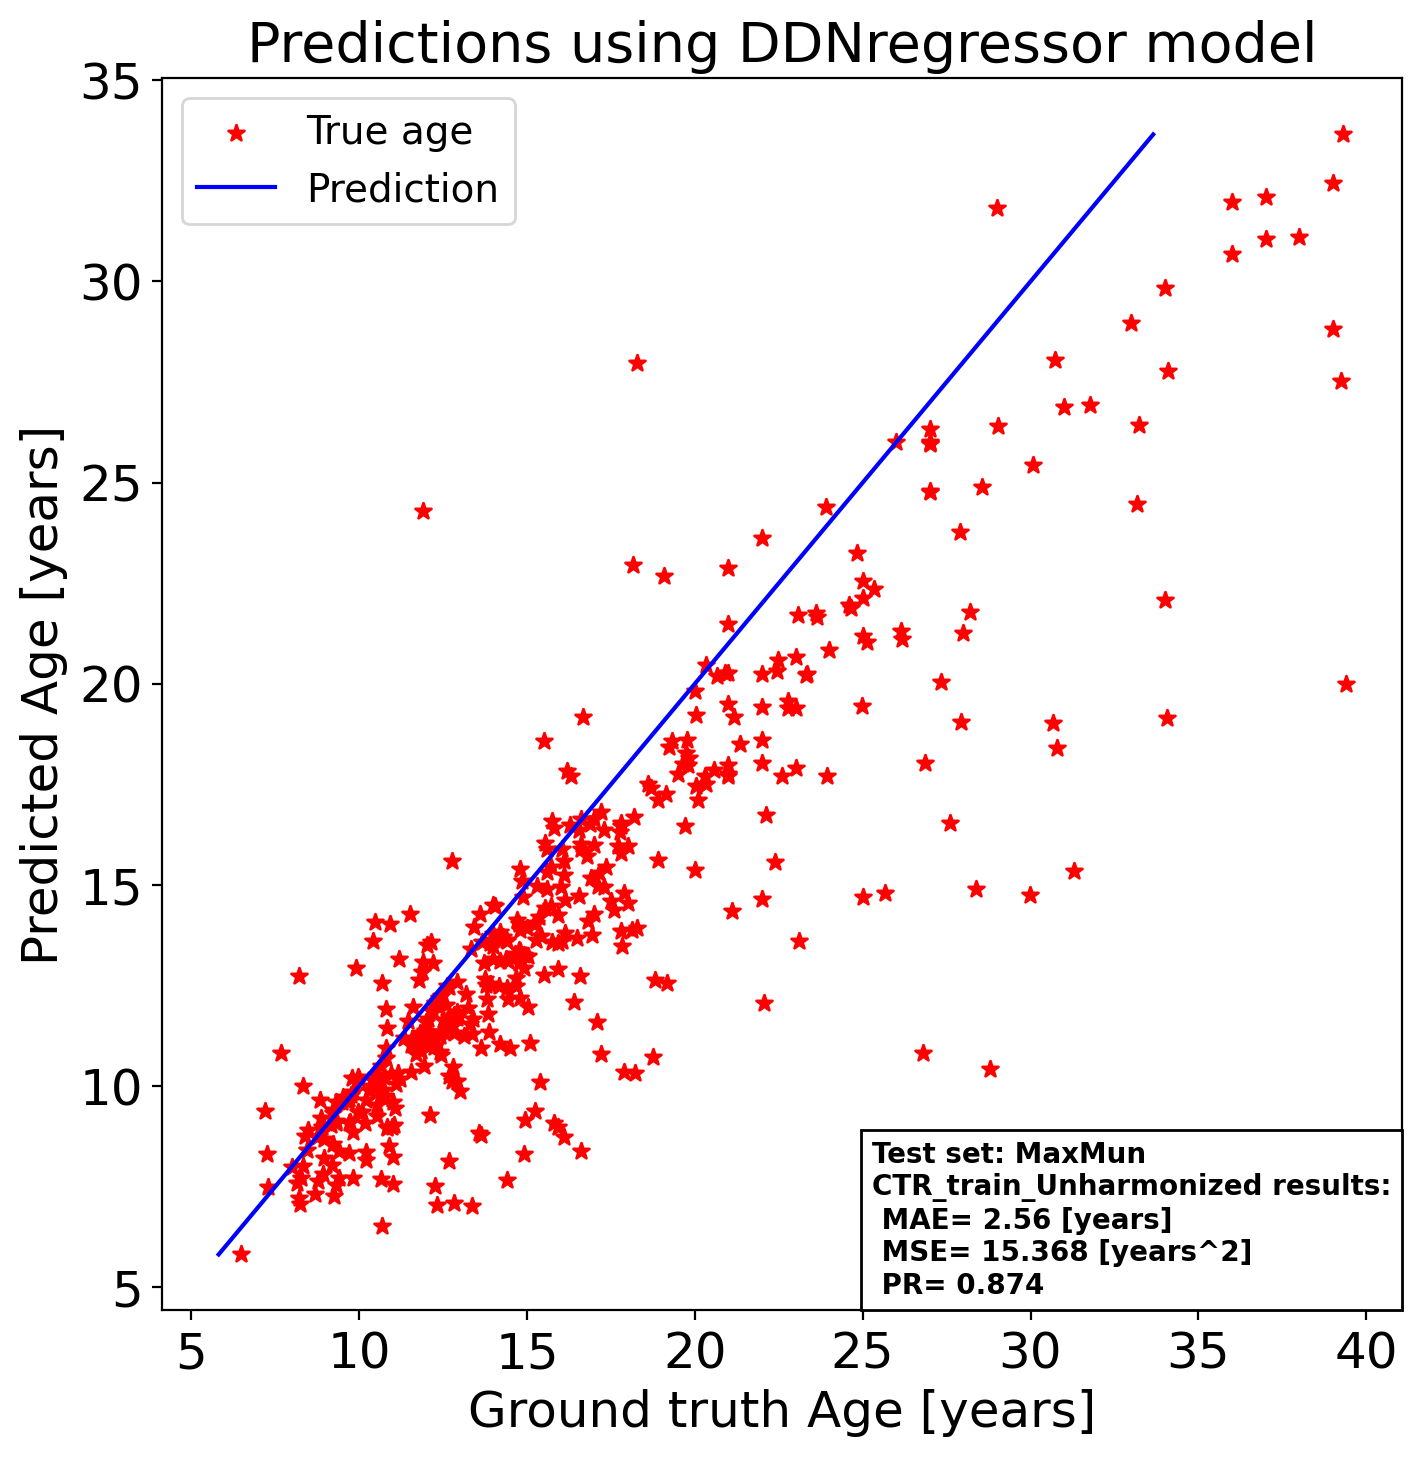 Predictions using DDNregressor model
True age
Prediction
35
30
25
20
15
10
5
Predicted Age [years]
Test set: MaxMun
CTR_train_Unharmonized results:
MAE= 2.56 [years]
MSE= 15.368 [years^2]
PR= 0.874
5 10 15 20 25 30 35 40
Ground truth Age [years]